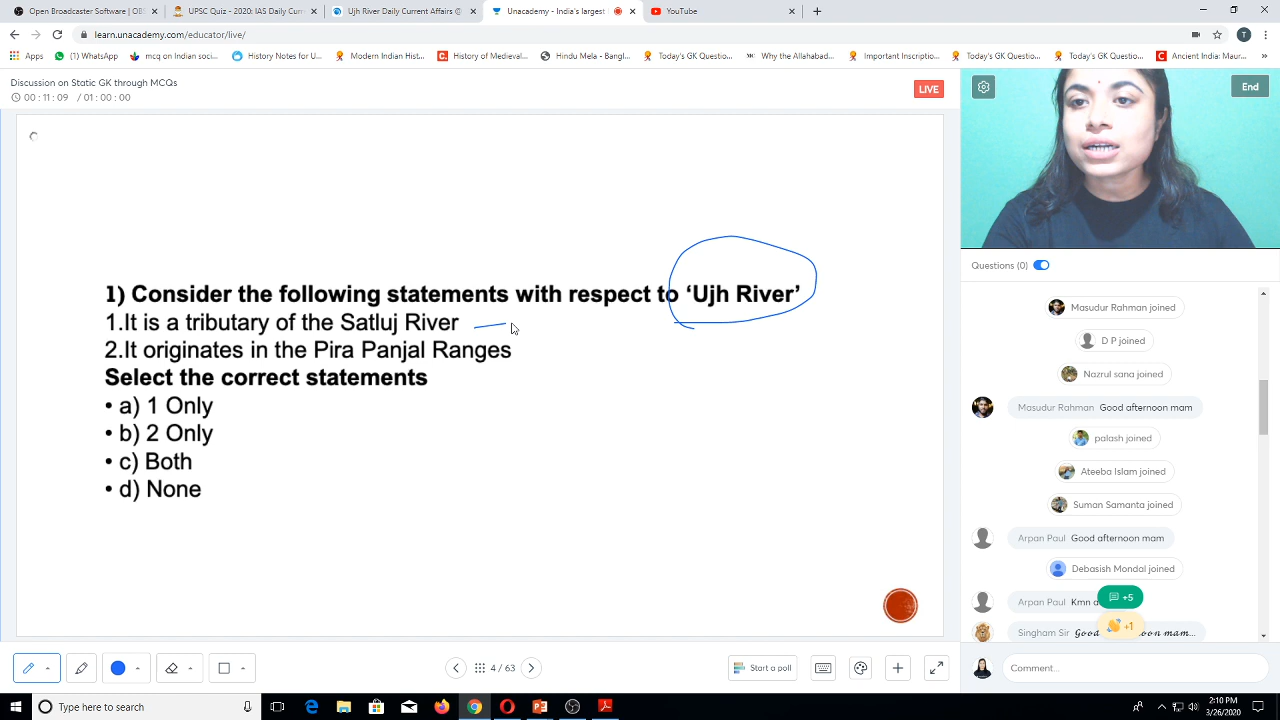 Open Broadcaster Software | OBS
UPSC Quiz - 2020: IAS Daily Curr
Ujh River Daily Current Affairs @
Unacademy - India's largest
YouTube
learn.unacademy.com/educator/live/
Apps
(1) WhatsApp
mcq on Indian soci...
History Notes for U...
Modern Indian Hist...
History of Medieval...
Hindu Mela - Bangl...
Today's GK Questio...
Why the Allahabad...
Important Inscriptio...
Today's GK Questio...
Today's GK Questio...
Ancient India: Maur...
Discussion on Static GK through MCQs
00 : 11 : 09 / 01 : 00 : 00
LIVE
1) Consider the following statements with respect to ‘Ujh River’
1.It is a tributary of the Satluj River
2.It originates in the Pira Panjal Ranges
Select the correct statements
• a) 1 Only
• b) 2 Only
• c) Both
• d) None
4 / 63
Start a poll
End
Questions (0)
Masudur Rahman joined
D P joined
Nazrul sana joined
Masudur Rahman Good afternoon mam
palash joined
Ateeba Islam joined
Suman Samanta joined
Arpan Paul Good afternoon mam
Debasish Mondal joined
Arpan Paul Kmn
+5
+1
Singham Sir
Comment...
Type here to search
2:10 PM
3/26/2020